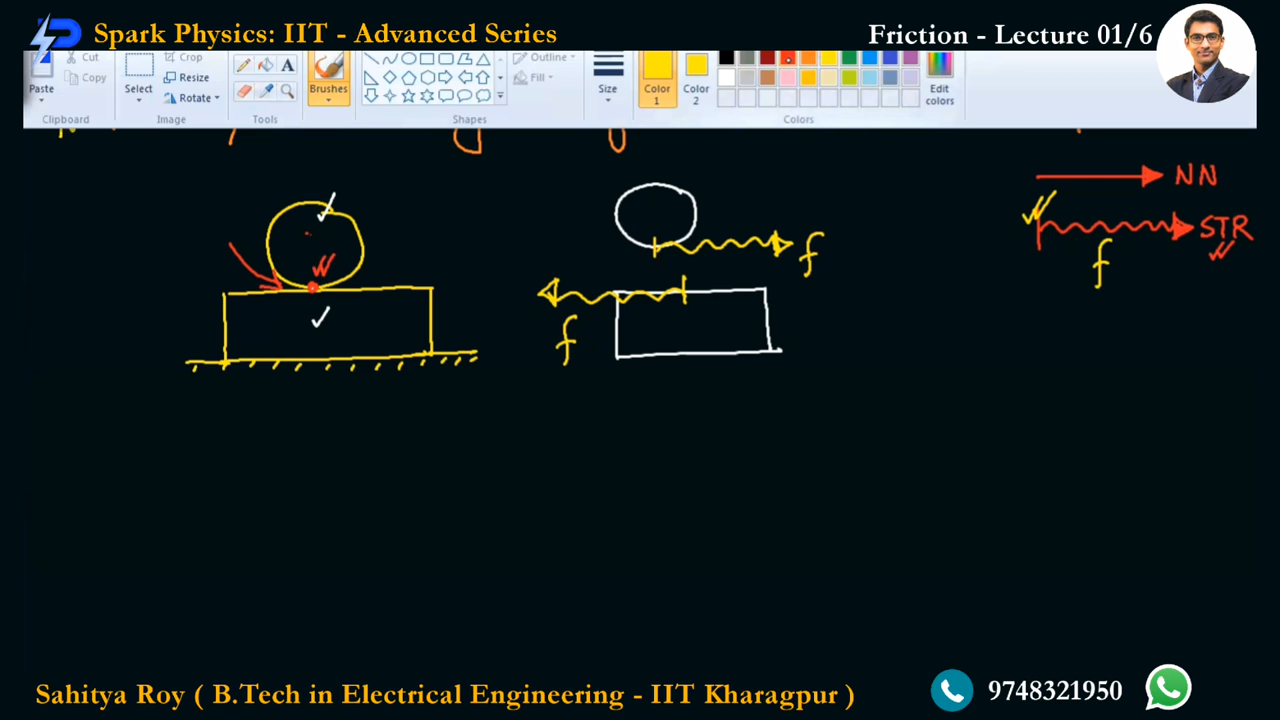 Spark Physics: IIT - Advanced Series
Friction - Lecture 01/6
Paste
Cut
Copy
Clipboard
Select
Crop
Resize
Rotate
Image
A
Tools
Brushes
Outline
Fill
Shapes
Size
Color
1
Color
2
Edit
colors
Colors
NN
STR
f
f
f
Sahitya Roy ( B.Tech in Electrical Engineering - IIT Kharagpur )
9748321950